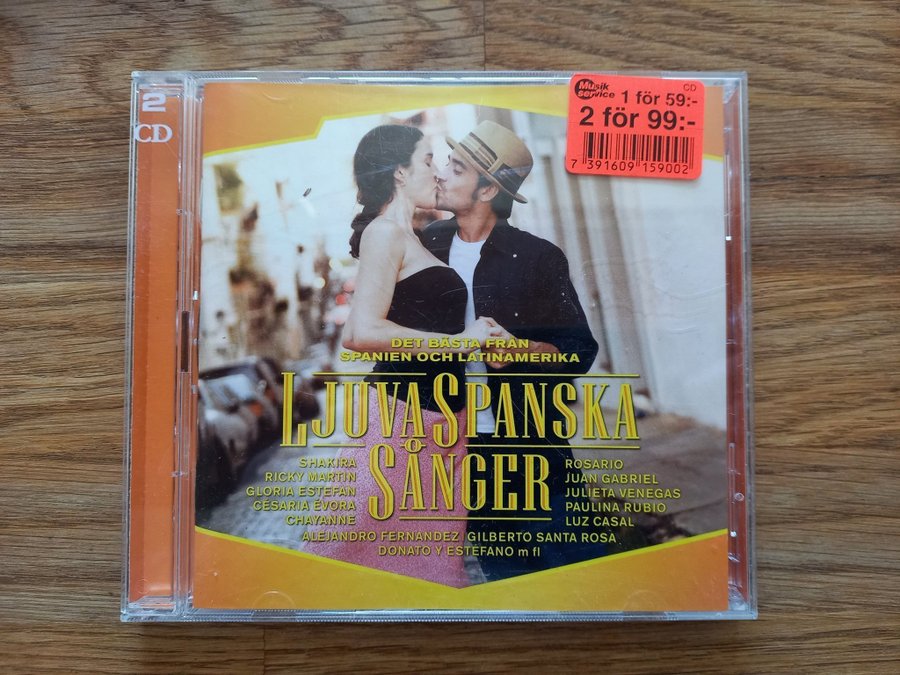 2
CD
Musik
service
CD
1 för 59:-
2 för 99:-
7 391609 159002
DET BÄSTA FRÅN
SPANIEN OCH LATINAMERIKA
LJUVA SPANSKA
SÅNGER
SHAKIRA
RICKY MARTIN
GLORIA ESTEFAN
CESARIA ÉVORA
CHAYANNE
ROSARIO
JUAN GABRIEL
JULIETA VENEGAS
PAULINA RUBIO
LUZ CASAL
ALEJANDRO FERNANDEZ GILBERTO SANTA ROSA
DONATO Y ESTEFANO m fl